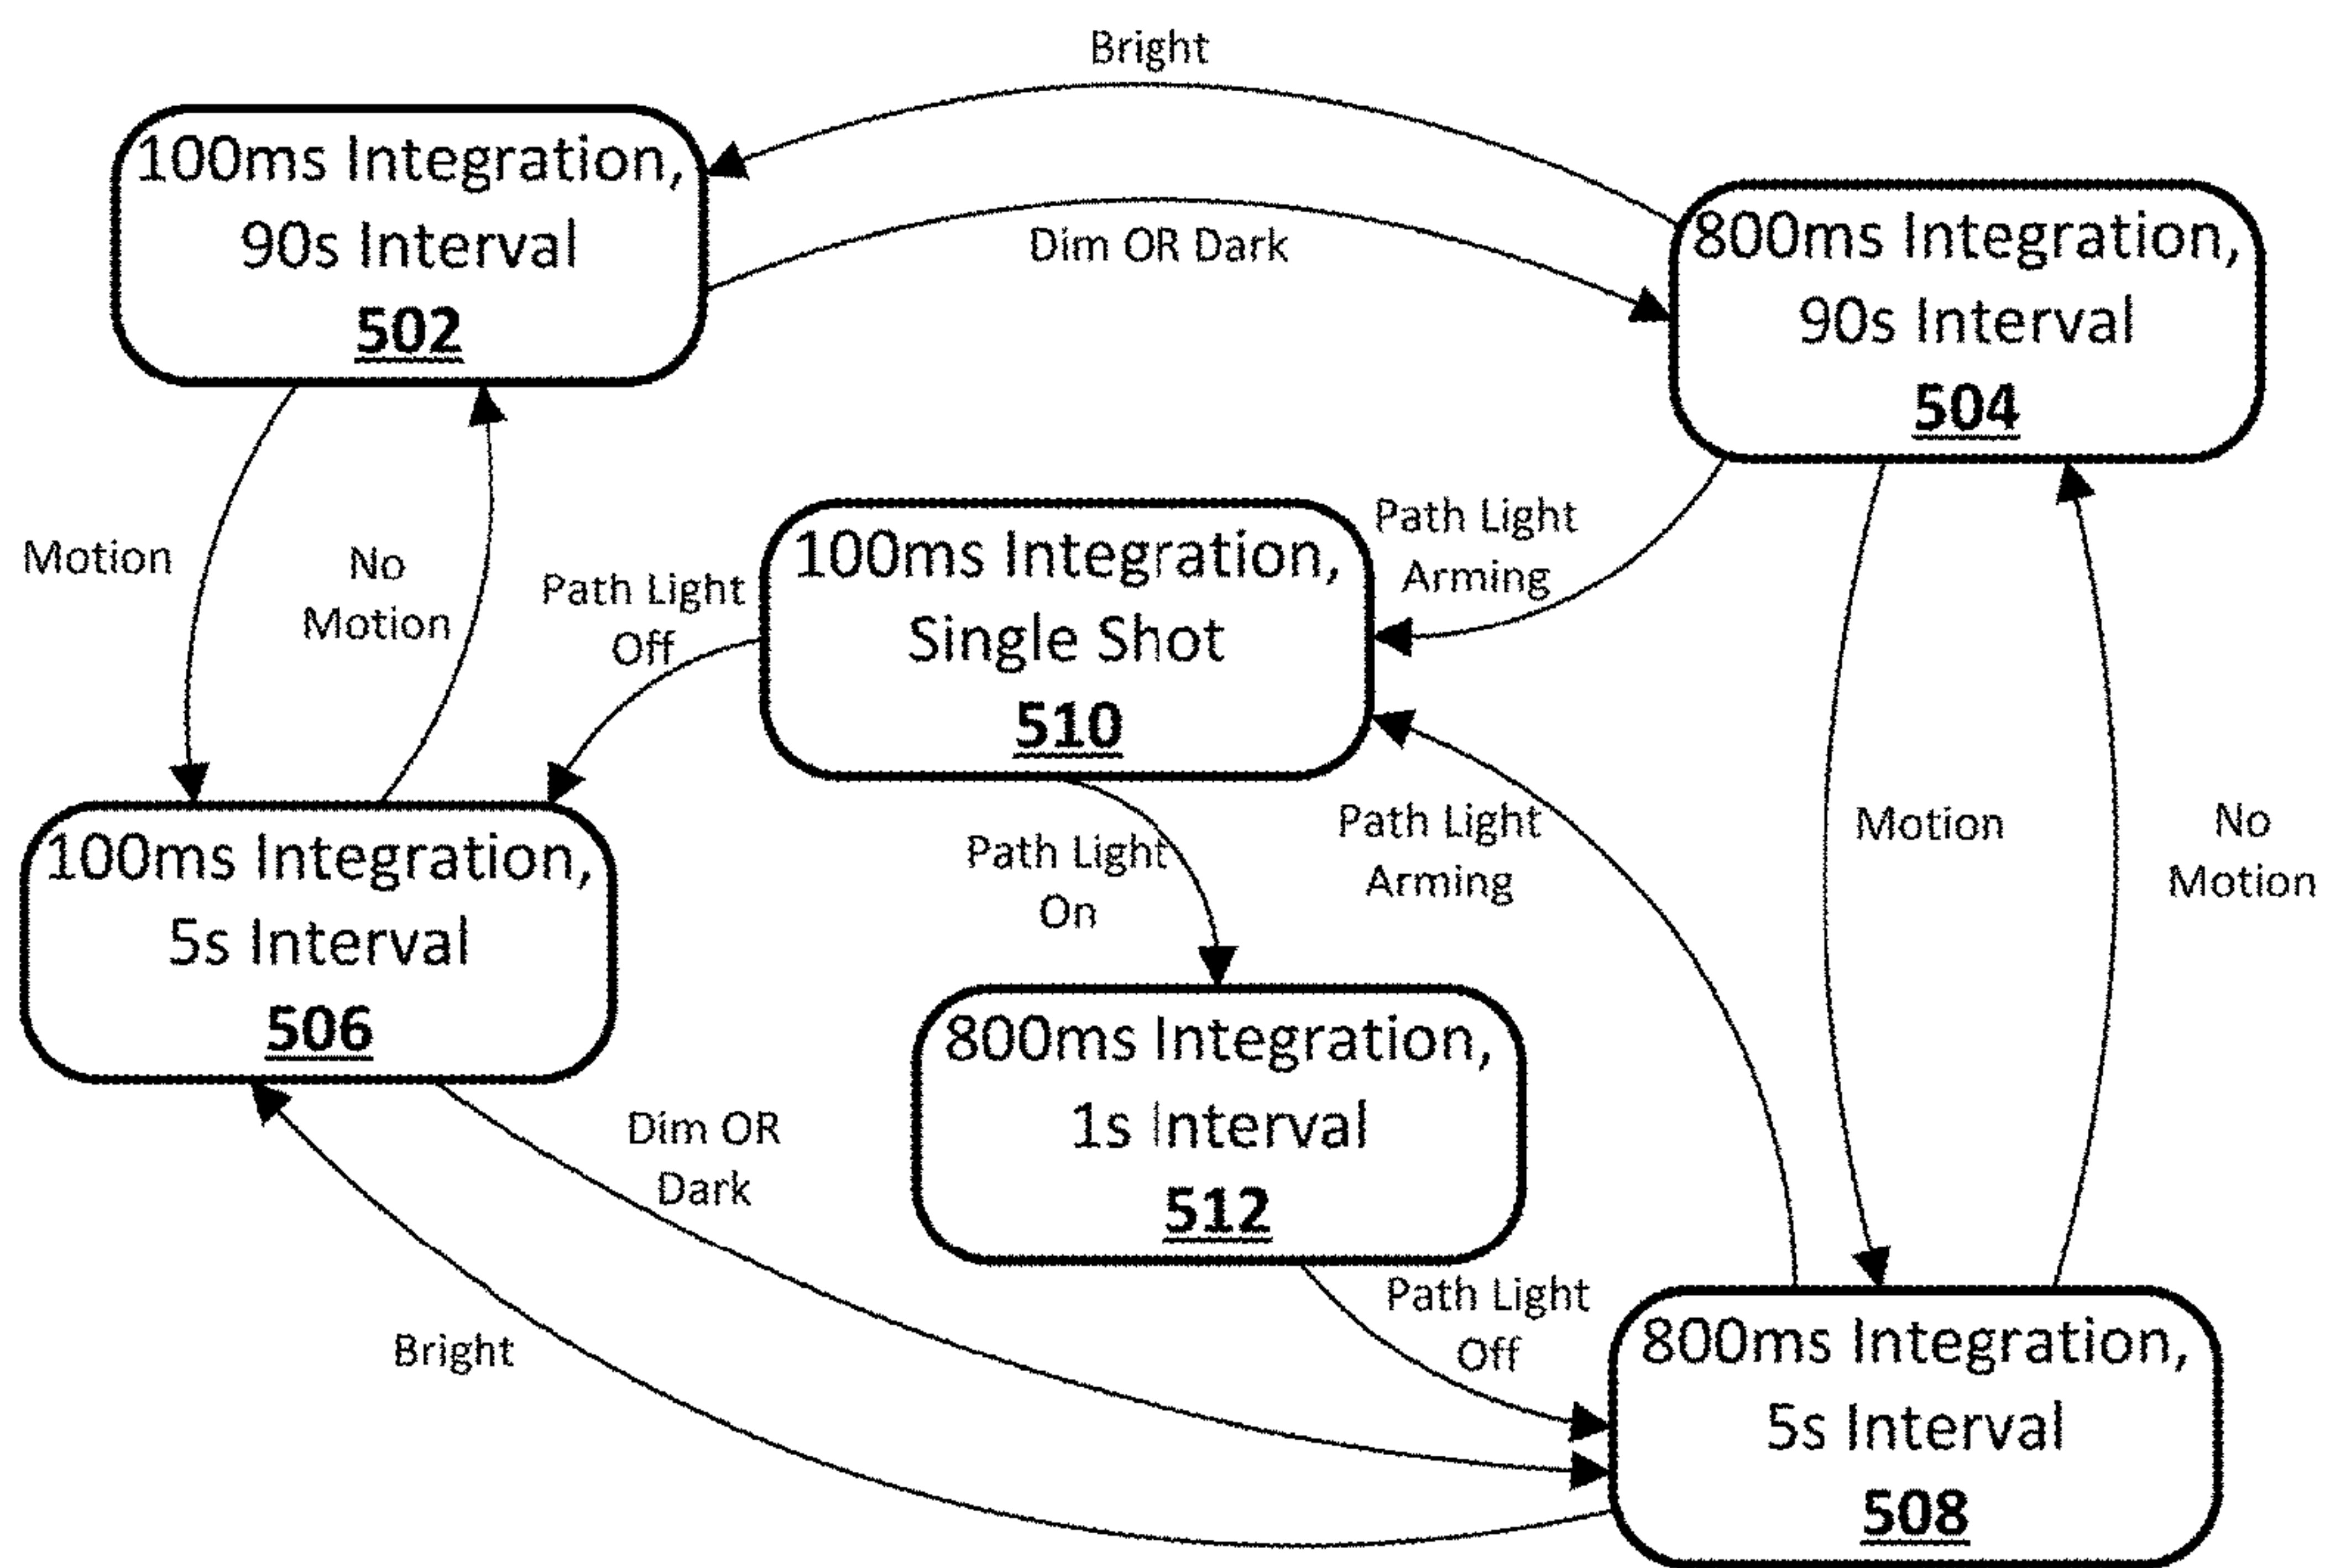 Bright
100ms Integration,
90s Interval
502
Dim OR Dark
800ms Integration,
90s Interval
504
Motion
No
Motion
Path Light
Off
100ms Integration,
Single Shot
510
Path Light
Arming
100ms Integration,
5s Interval
506
Path Light
On
Path Light
Arming
Motion
No
Motion
Dim OR
Dark
800ms Integration,
1s Interval
512
Bright
Path Light
Off
800ms Integration,
5s Interval
508